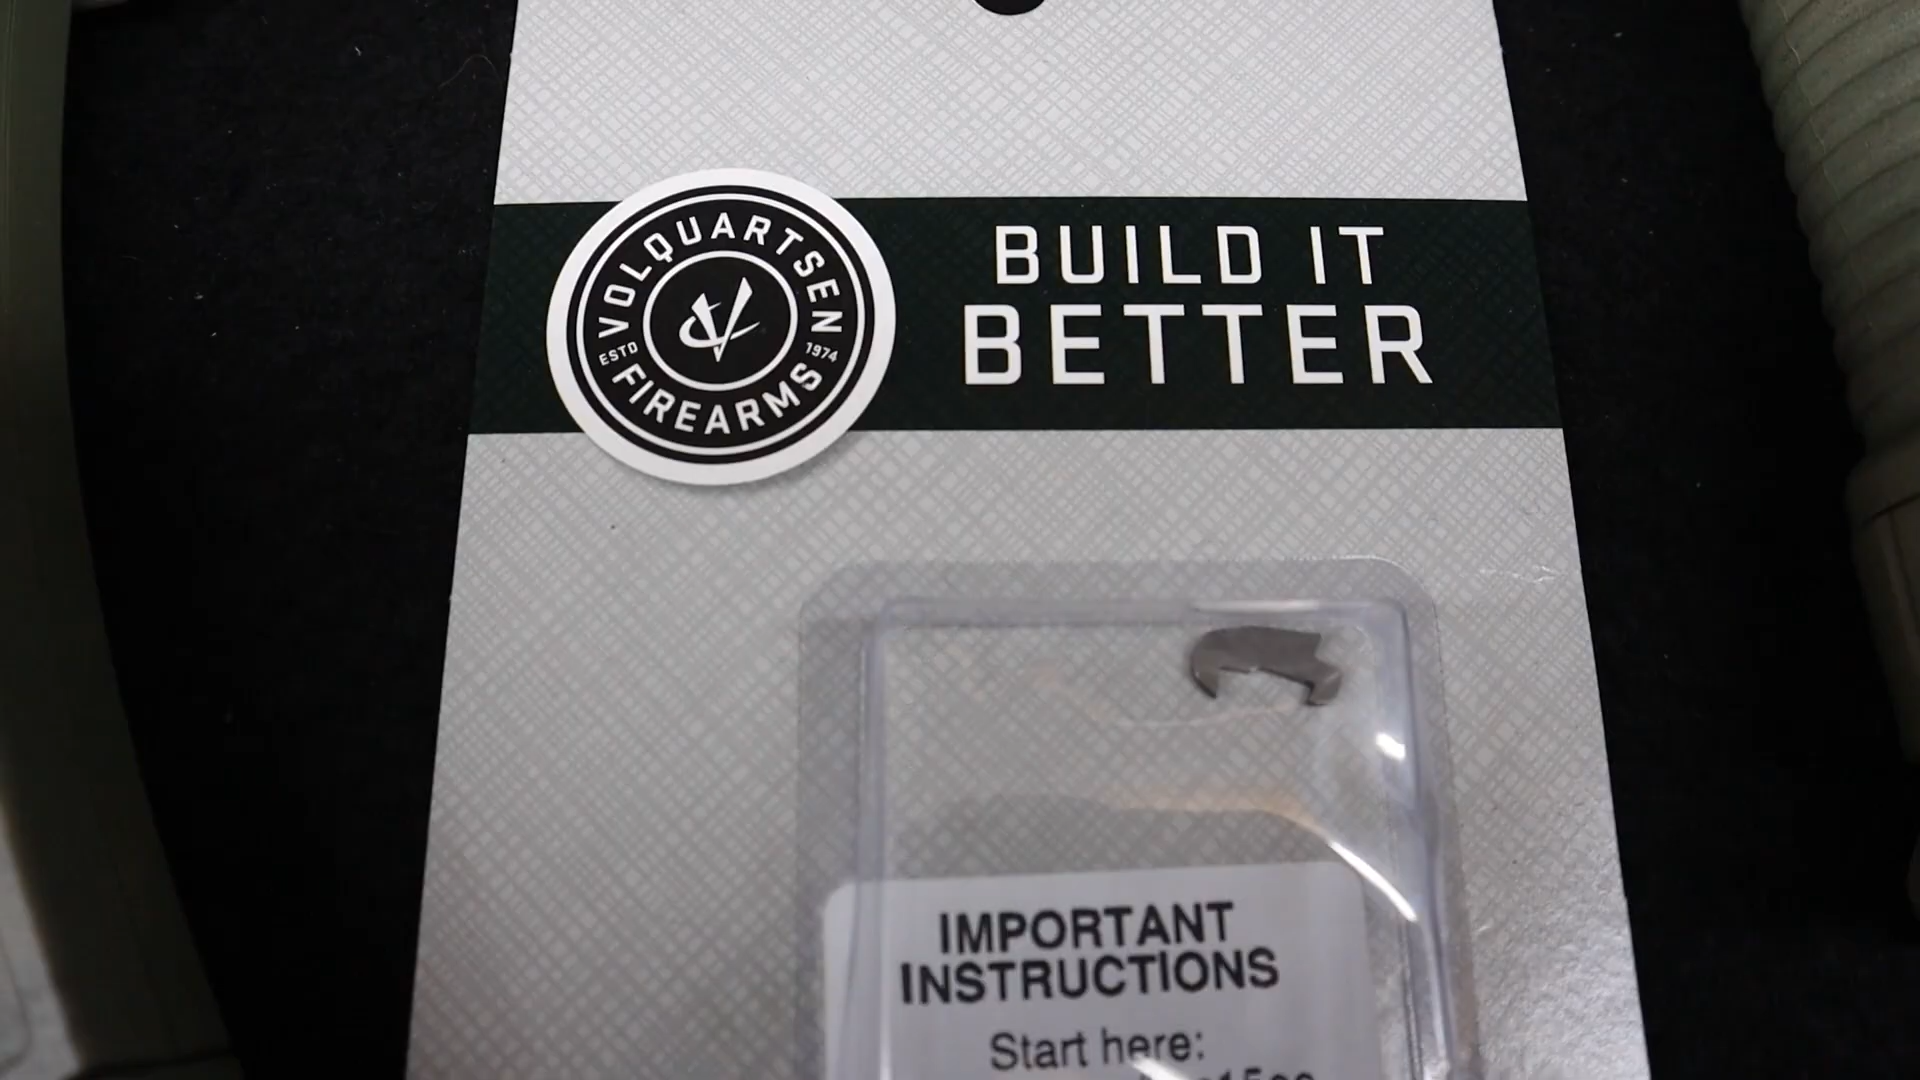 VOLQUARTSEN
ESTD 1974
FIREARMS
BUILD IT
BETTER
IMPORTANT
INSTRUCTIONS
Start here: